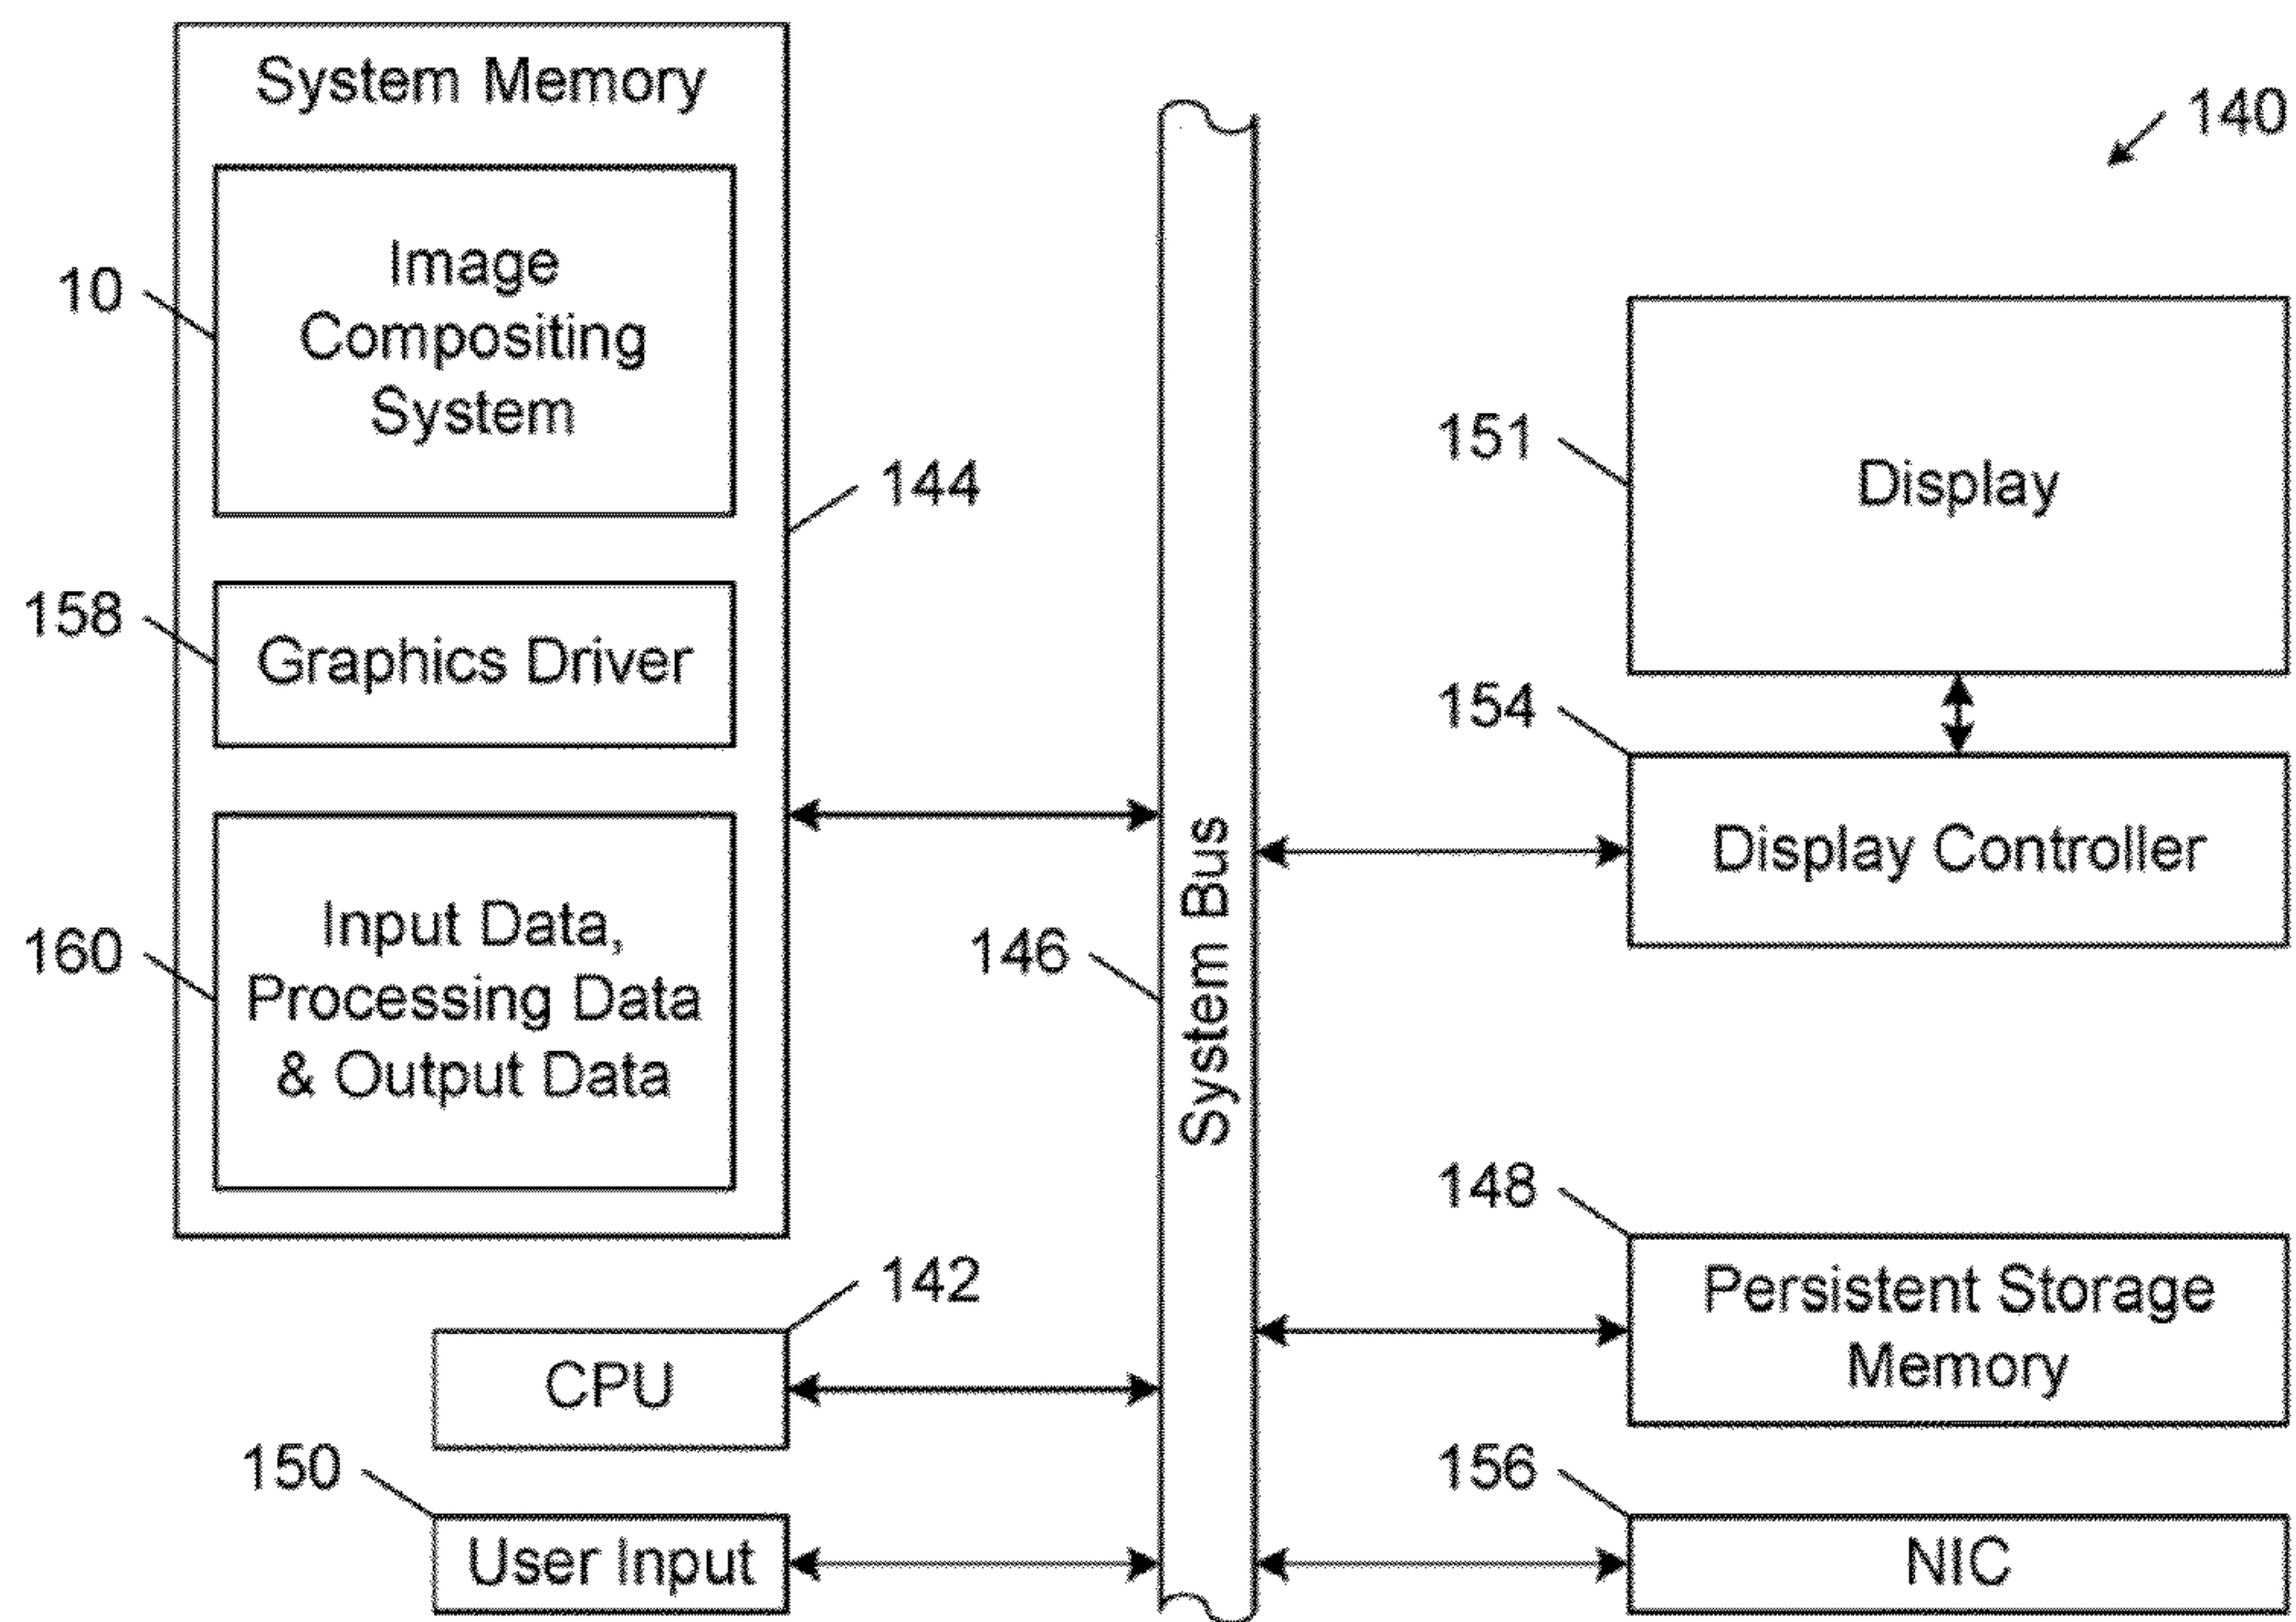 System Memory
10
Image
Compositing
System
144
158
Graphics Driver
160
Input Data,
Processing Data
& Output Data
142
CPU
150
User Input
146
System Bus
140
151
Display
154
Display Controller
148
Persistent Storage
Memory
156
NIC